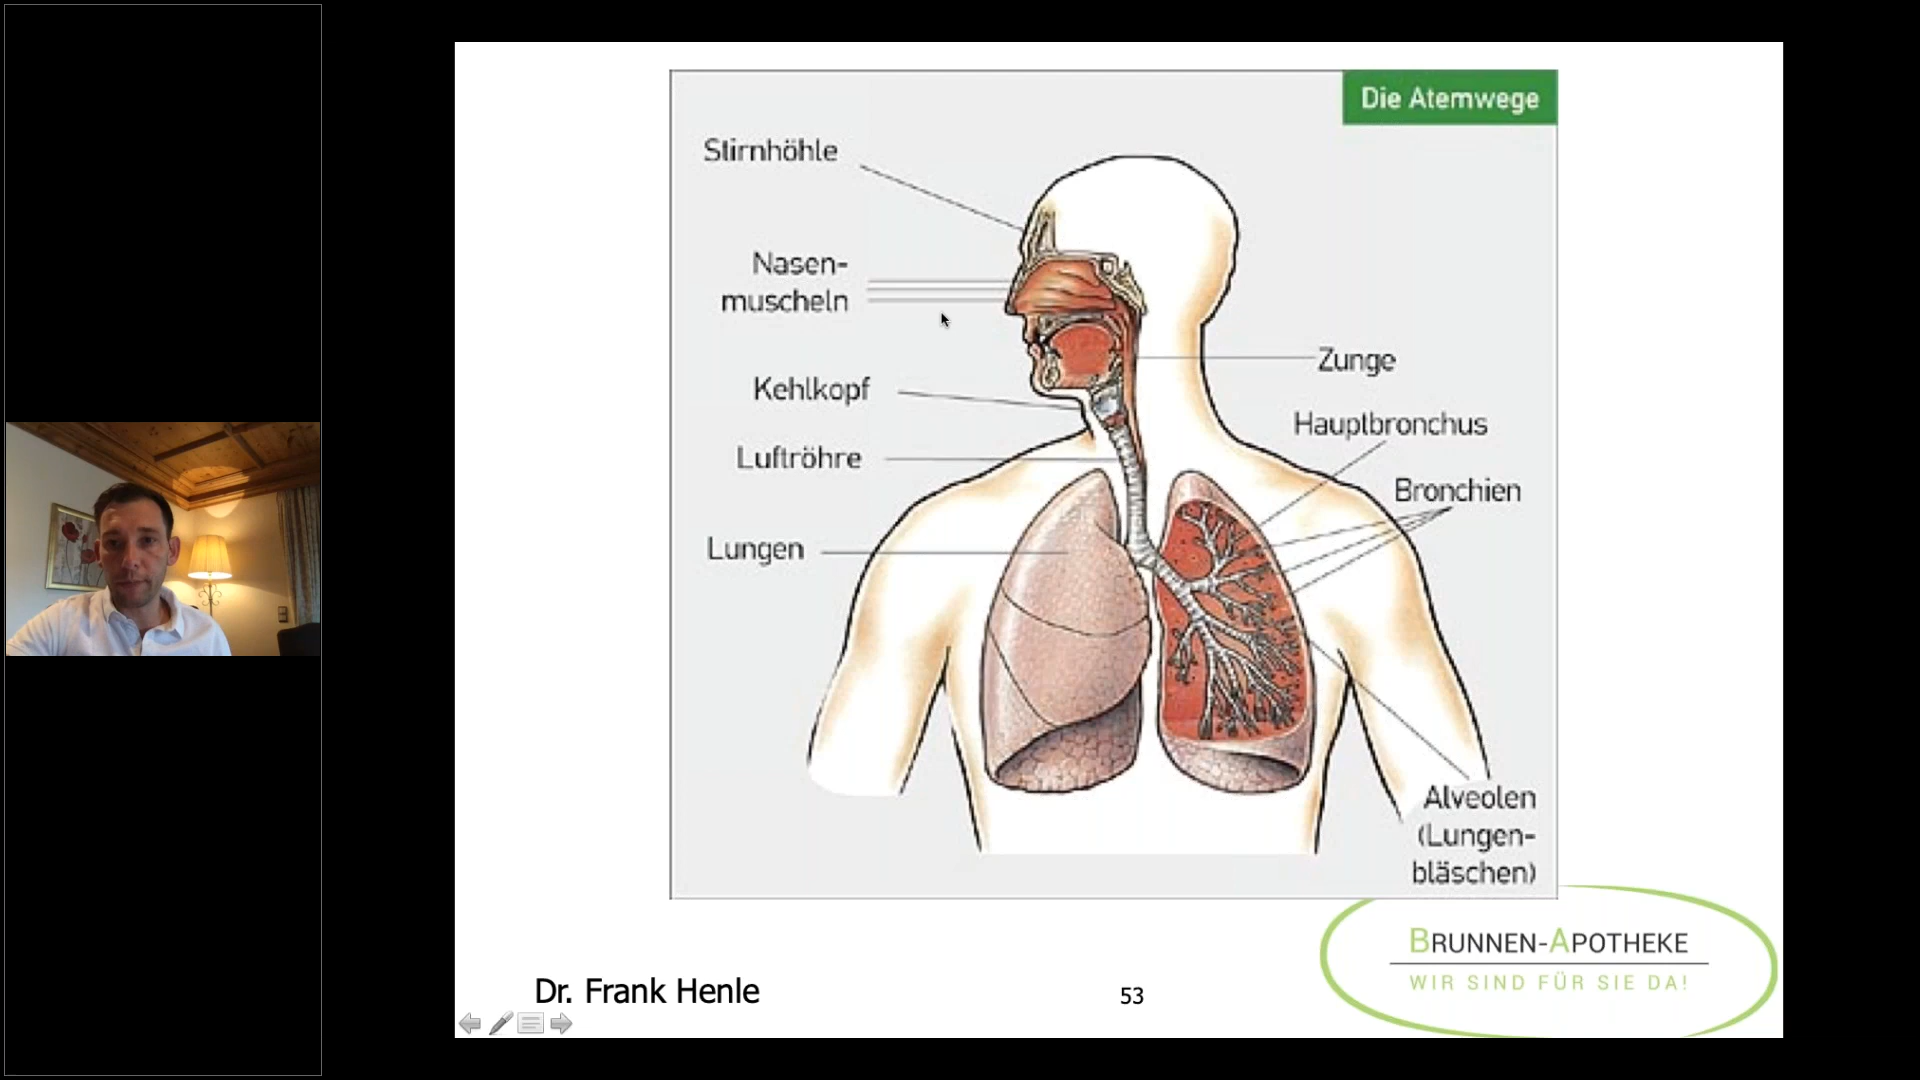 Die Atemwege
Stirnhöhle
Nasen-
muscheln
Zunge
Kehlkopf
Hauptbronchus
Luftröhre
Bronchien
Lungen
Alveolen
(Lungen-
bläschen)
BRUNNEN-APOTHEKE
WIR SIND FÜR SIE DA!
Dr. Frank Henle
53